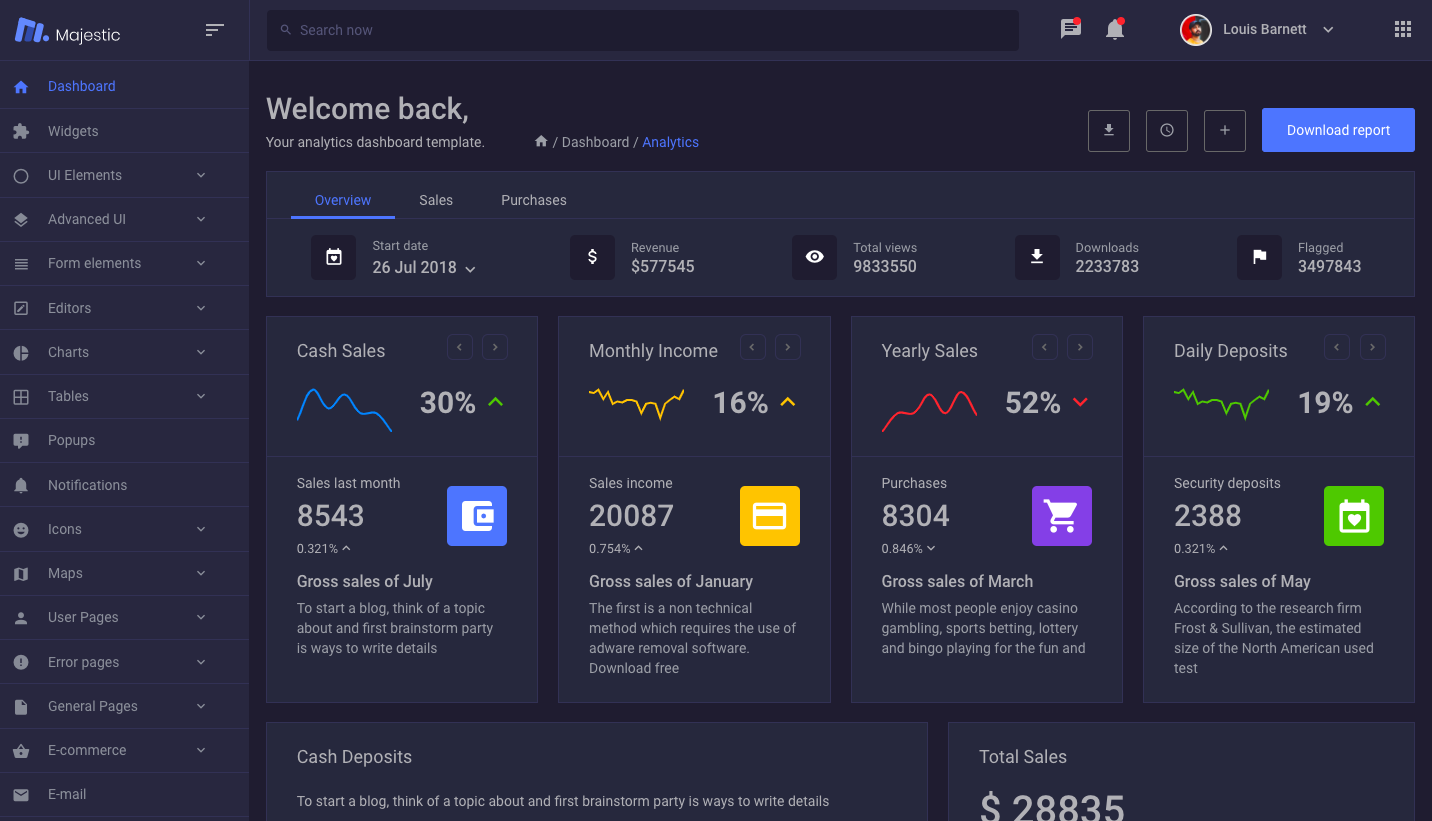 Majestic
Search now
Louis Barnett
Dashboard
Widgets
UI Elements
Advanced UI
Form elements
Editors
Charts
Tables
Popups
Notifications
Icons
Maps
User Pages
Error pages
General Pages
E-commerce
E-mail
Welcome back,
Your analytics dashboard template.
/ Dashboard / Analytics
Download report
Overview Sales Purchases
Start date
26 Jul 2018
Revenue
$577545
Total views
9833550
Downloads
2233783
Flagged
3497843
Cash Sales
30%
Sales last month
8543
0.321%
Gross sales of July
To start a blog, think of a topic
about and first brainstorm party
is ways to write details
Monthly Income
16%
Sales income
20087
0.754%
Gross sales of January
The first is a non technical
method which requires the use of
adware removal software.
Download free
Yearly Sales
52%
Purchases
8304
0.846%
Gross sales of March
While most people enjoy casino
gambling, sports betting, lottery
and bingo playing for the fun and
Daily Deposits
19%
Security deposits
2388
0.321%
Gross sales of May
According to the research firm
Frost & Sullivan, the estimated
size of the North American used
test
Cash Deposits
To start a blog, think of a topic about and first brainstorm party is ways to write details
Total Sales
$ 28835